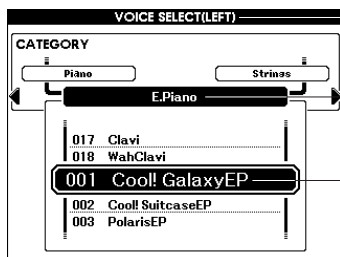 VOICE SELECT(LEFT)
CATEGORY
Piano
Strings
E.Piano
017 Clavi
018 WahClavi
001 Cool! GalaxyEP
002 Cool! SuitcaseEP
003 PolarisEP